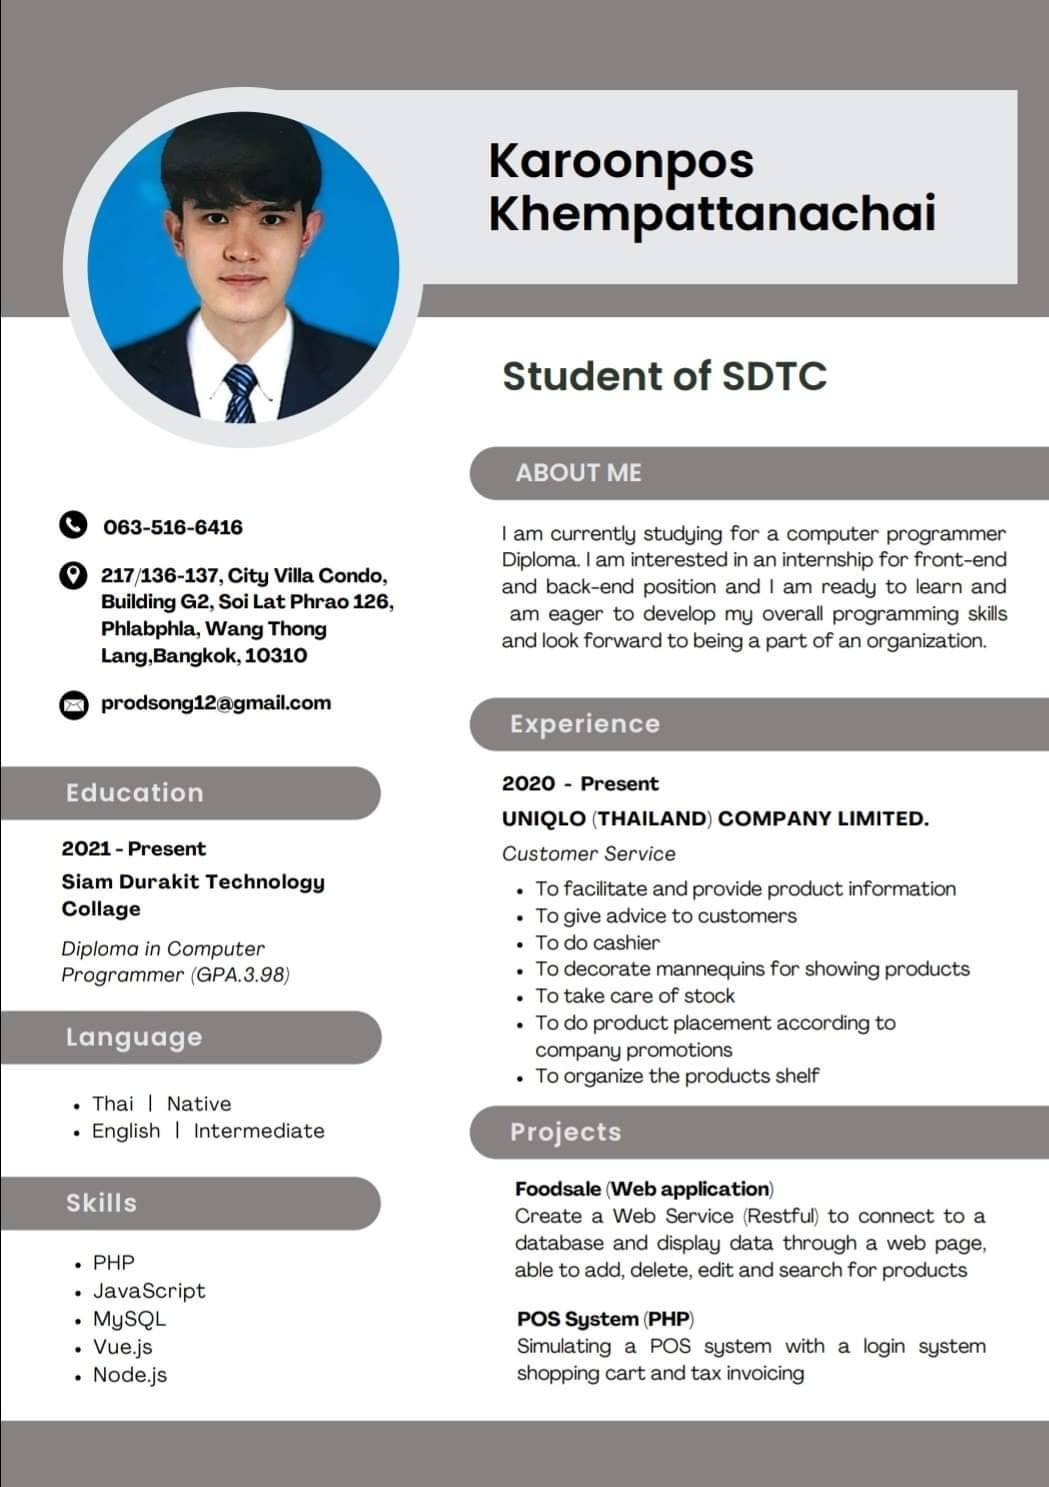 Karoonpos
Khempattanachai
Student of SDTC
063-516-6416
217/136-137, City Villa Condo,
Building G2, Soi Lat Phrao 126,
Phlabphla, Wang Thong
Lang,Bangkok, 10310
prodsong12@gmail.com
Education
2021 - Present
Siam Durakit Technology
Collage
Diploma in Computer
Programmer (GPA.3.98)
Language
• Thai | Native
• English | Intermediate
Skills
• PHP
• JavaScript
• MySQL
• Vue.js
• Node.js
ABOUT ME
I am currently studying for a computer programmer
Diploma. I am interested in an internship for front-end
and back-end position and I am ready to learn and
am eager to develop my overall programming skills
and look forward to being a part of an organization.
Experience
2020 - Present
UNIQLO (THAILAND) COMPANY LIMITED.
Customer Service
• To facilitate and provide product information
• To give advice to customers
• To do cashier
• To decorate mannequins for showing products
• To take care of stock
• To do product placement according to
company promotions
• To organize the products shelf
Projects
Foodsale (Web application)
Create a Web Service (Restful) to connect to a
database and display data through a web page,
able to add, delete, edit and search for products
POS System (PHP)
Simulating a POS system with a login system
shopping cart and tax invoicing